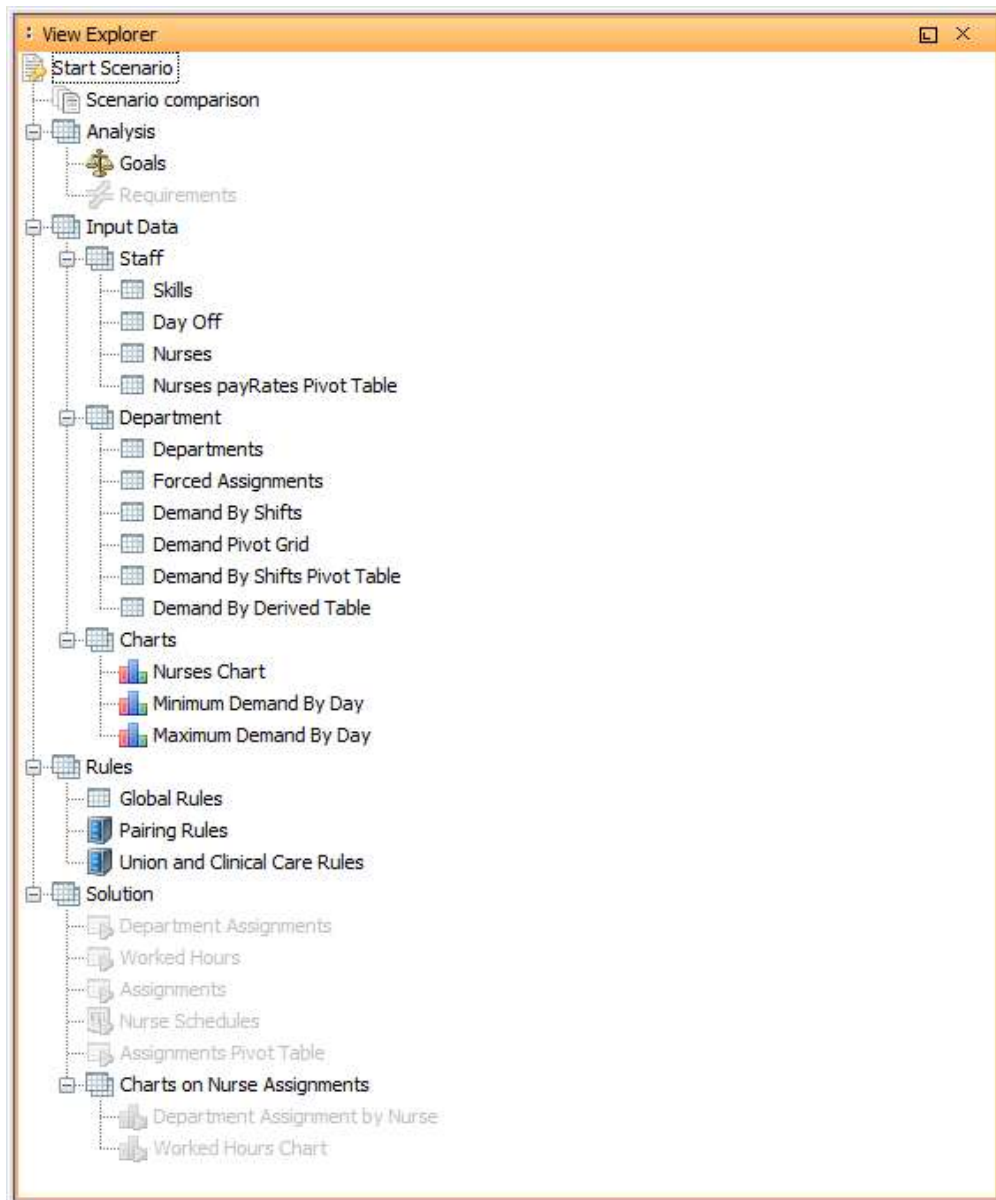 View Explorer
Start Scenario
Scenario comparison
Analysis
Goals
Requirements
Input Data
Staff
Skills
Day Off
Nurses
Nurses payRates Pivot Table
Department
Departments
Forced Assignments
Demand By Shifts
Demand Pivot Grid
Demand By Shifts Pivot Table
Demand By Derived Table
Charts
Nurses Chart
Minimum Demand By Day
Maximum Demand By Day
Rules
Global Rules
Pairing Rules
Union and Clinical Care Rules
Solution
Department Assignments
Worked Hours
Assignments
Nurse Schedules
Assignments Pivot Table
Charts on Nurse Assignments
Department Assignment by Nurse
Worked Hours Chart